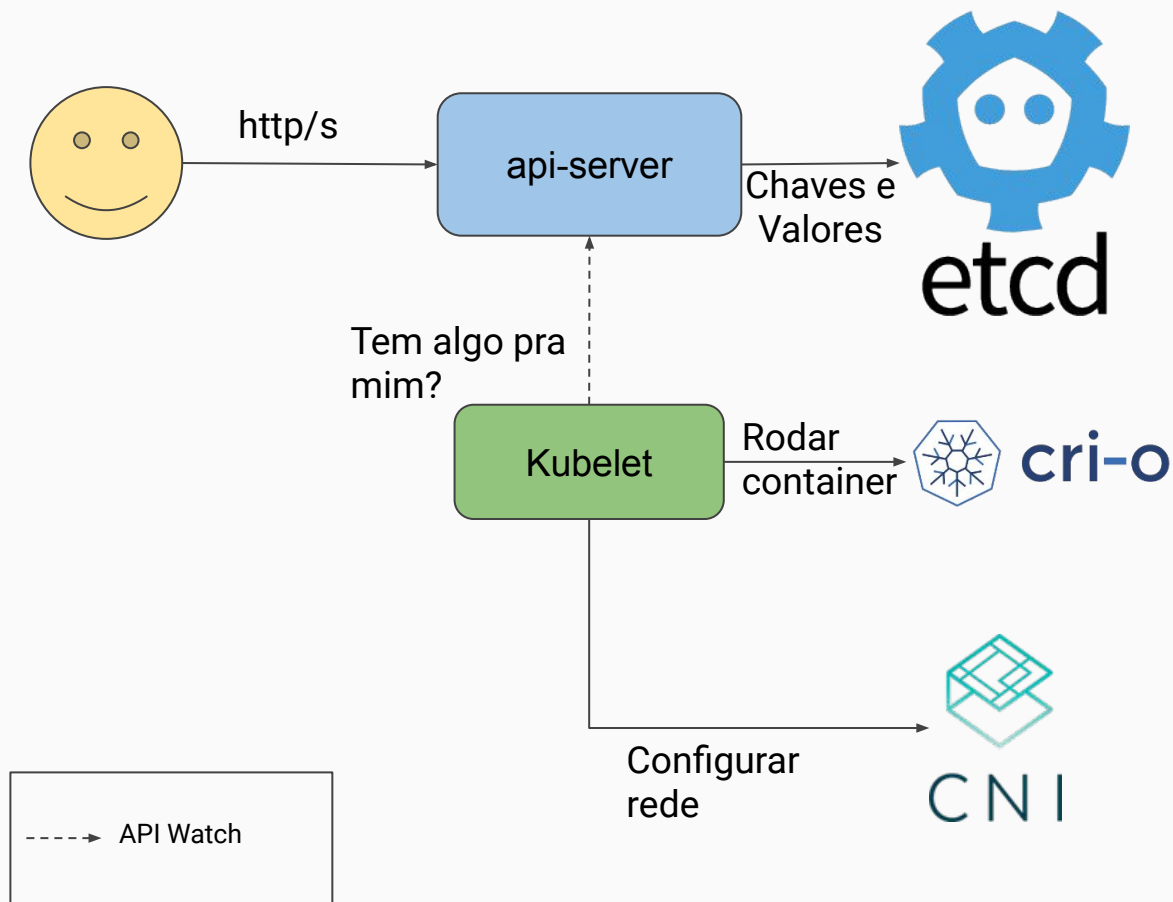 http/s
api-server
Chaves e
Valores
etcd
Tem algo pra
mim?
Kubelet
Rodar
container
cri-o
Configurar
rede
CNI
API Watch